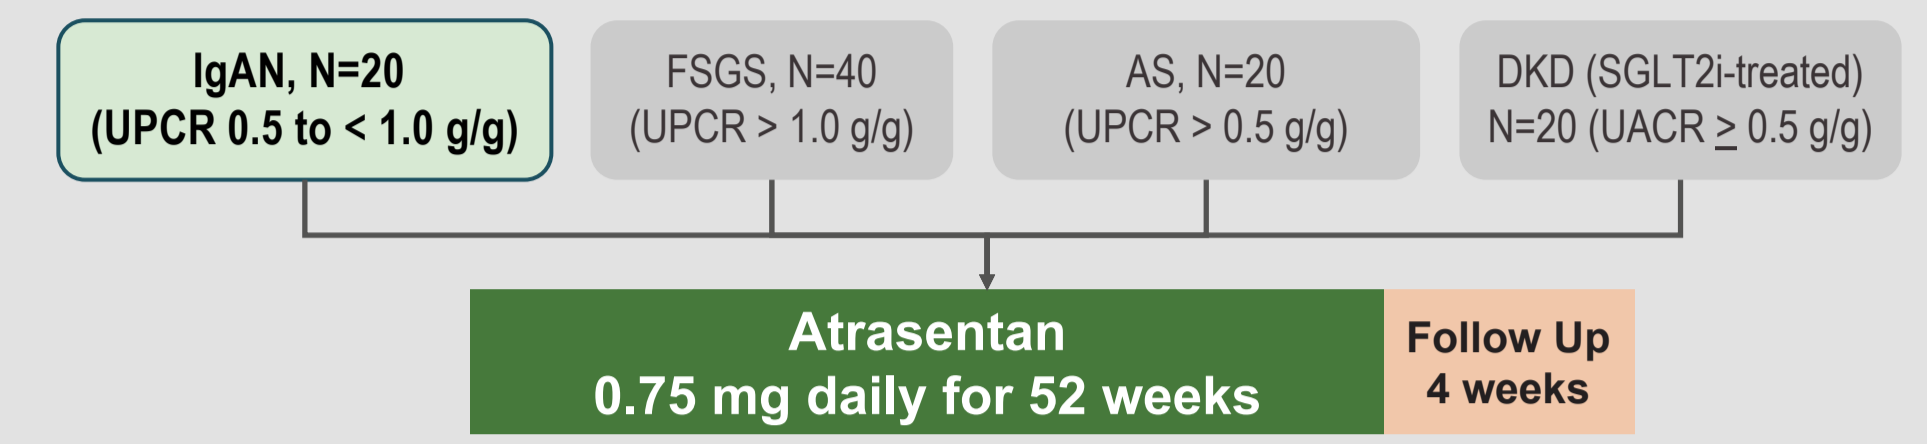 IgAN, N=20
(UPCR 0.5 to < 1.0 g/g)
FSGS, N=40
(UPCR > 1.0 g/g)
AS, N=20
(UPCR > 0.5 g/g)
DKD (SGLT2i-treated)
N=20 (UACR ≥ 0.5 g/g)
Atrasentan
0.75 mg daily for 52 weeks
Follow Up
4 weeks